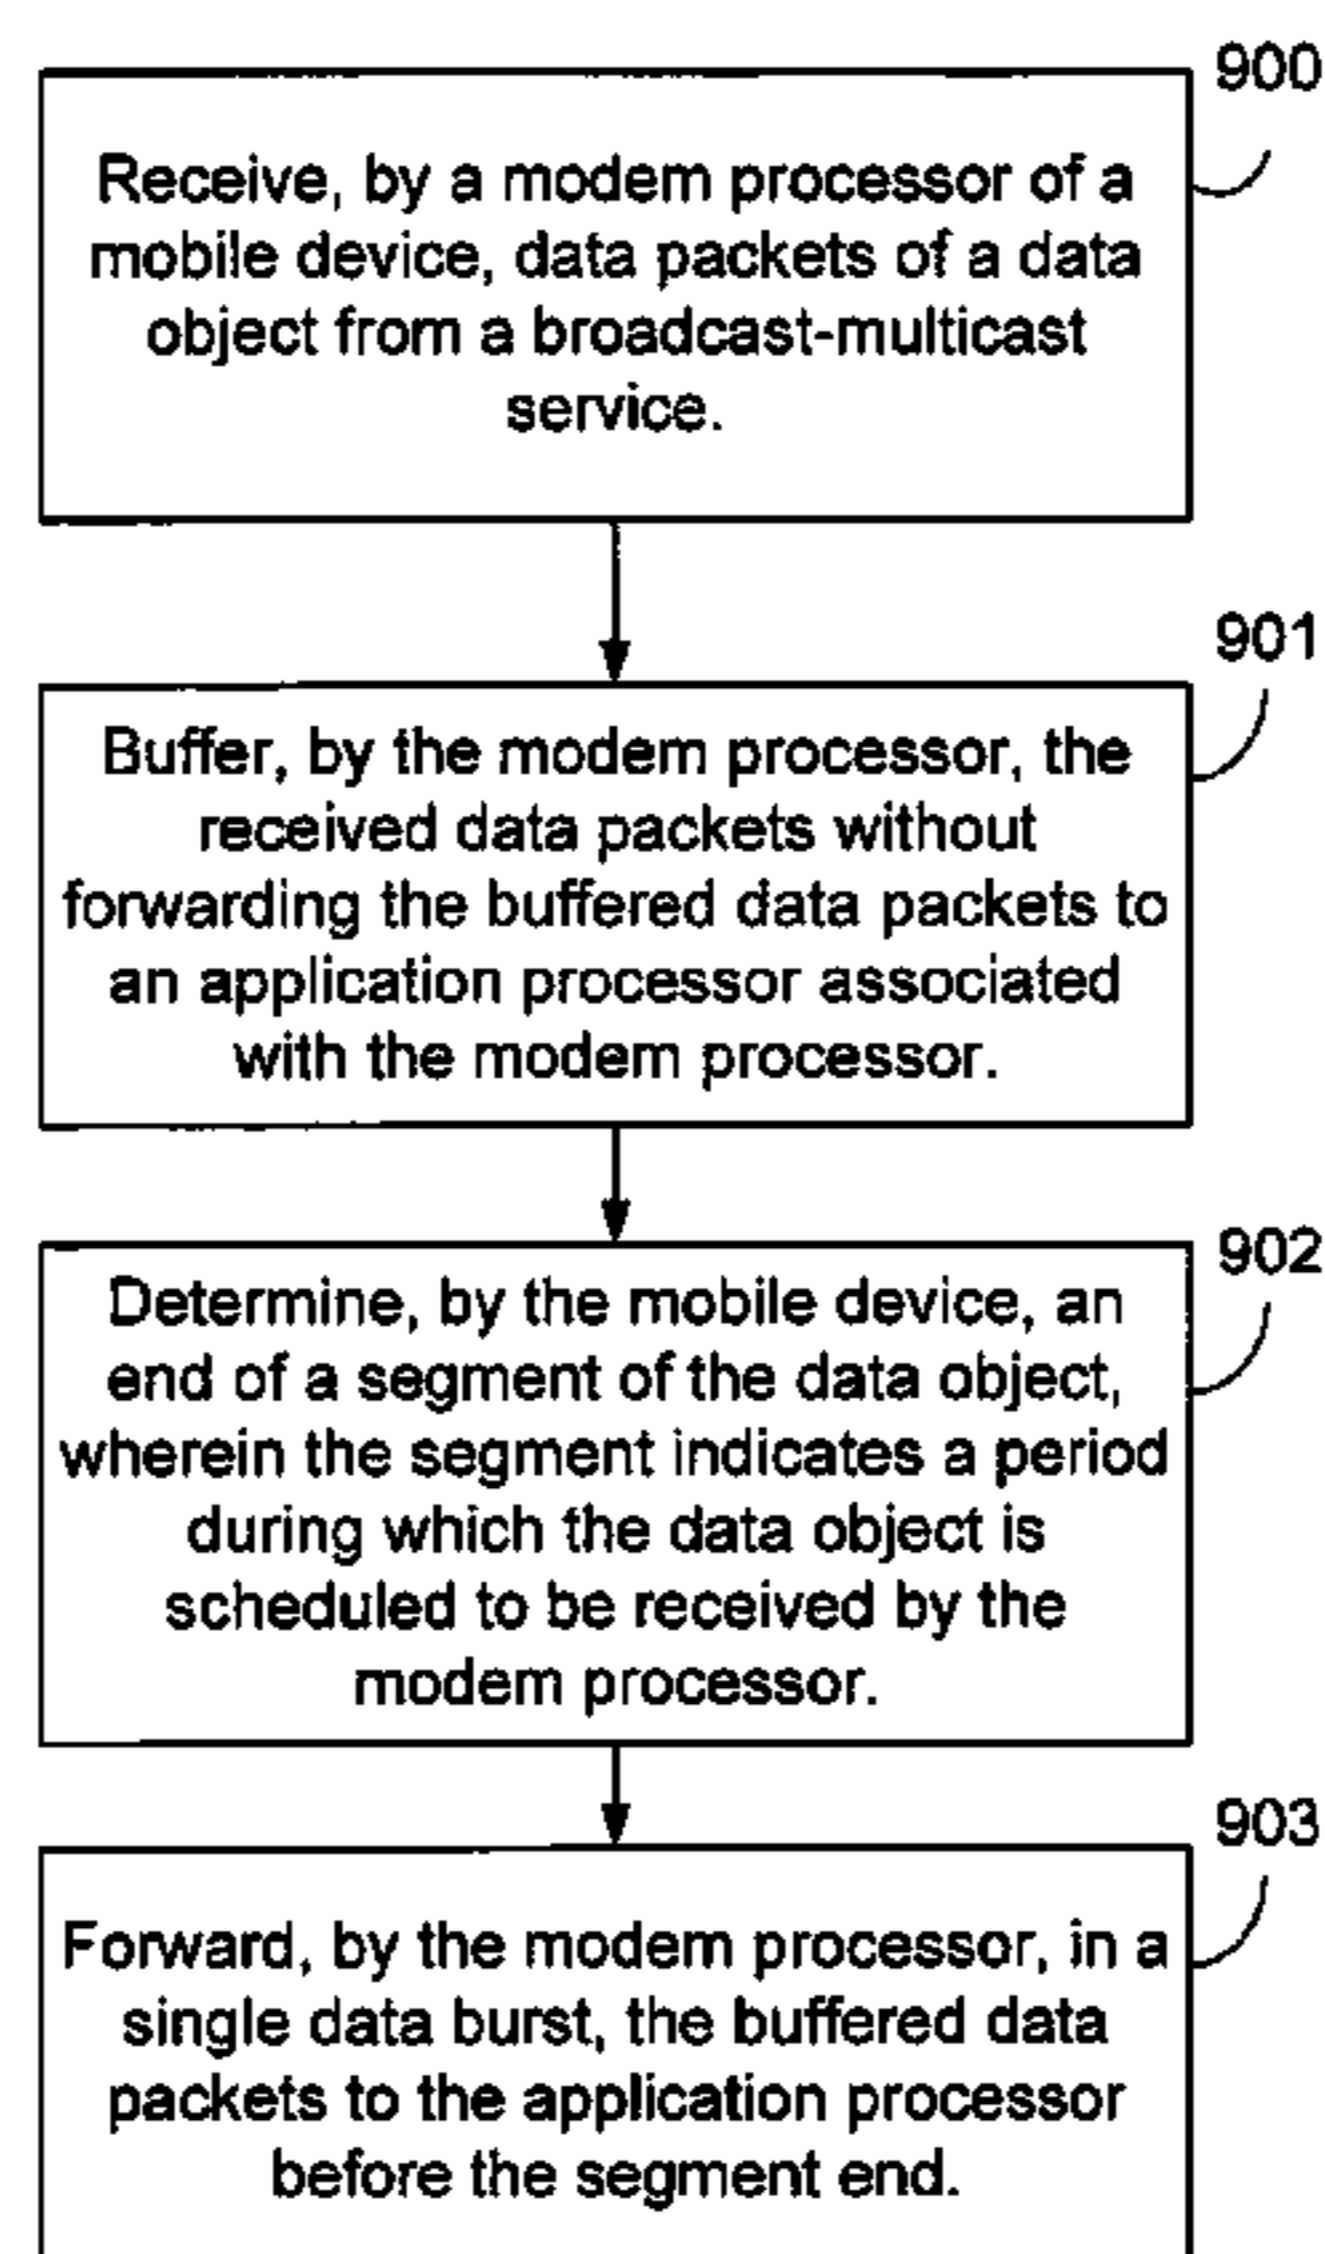 900
Receive, by a modem processor of a
mobile device, data packets of a data
object from a broadcast-multicast
service.
901
Buffer, by the modem processor, the
received data packets without
forwarding the buffered data packets to
an application processor associated
with the modem processor.
902
Determine, by the mobile device, an
end of a segment of the data object,
wherein the segment indicates a period
during which the data object is
scheduled to be received by the
modem processor.
903
Forward, by the modem processor, in a
single data burst, the buffered data
packets to the application processor
before the segment end.